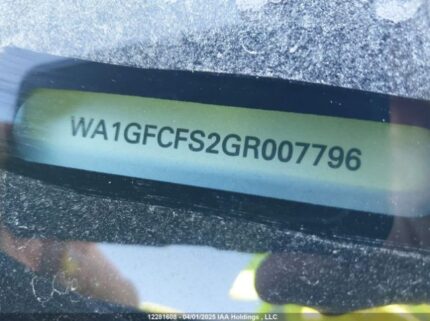 WA1GFCFS2GR007796
12281608 - 04/01/2025 IAA Holdings , LLC